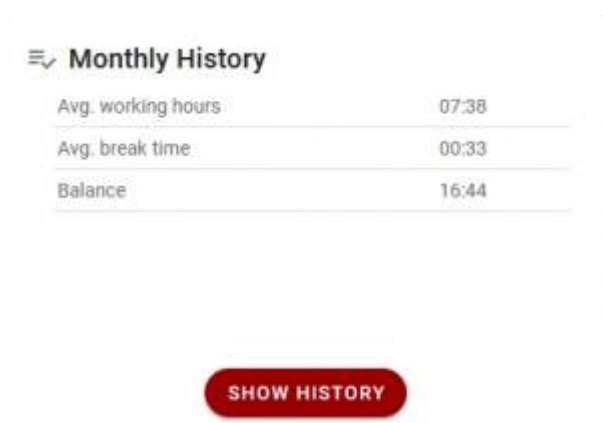 Monthly History
Avg. working hours 07:38
Avg. break time 00:33
Balance 16:44
SHOW HISTORY